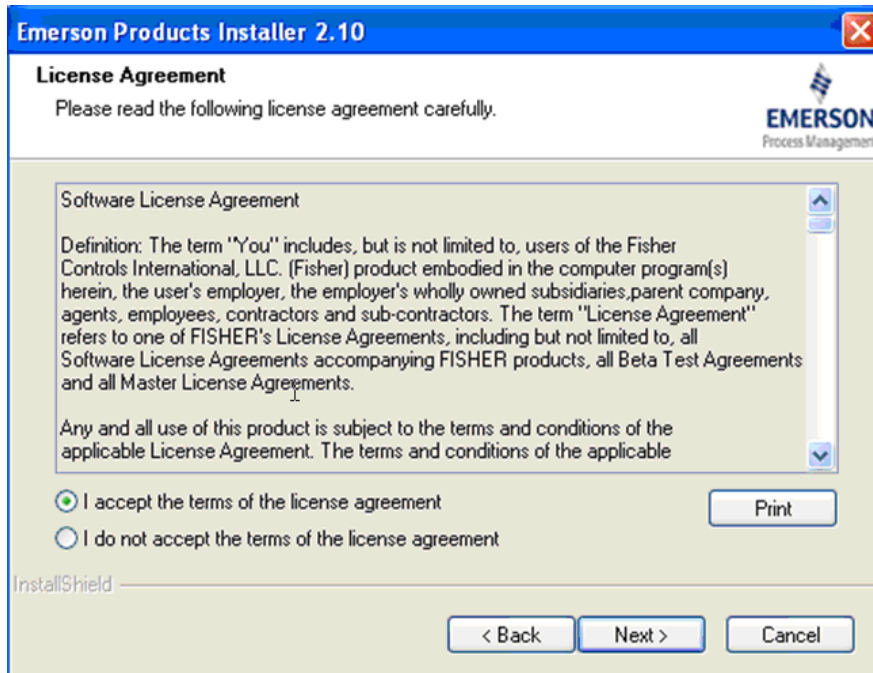 Emerson Products Installer 2.10
License Agreement
Please read the following license agreement carefully.
EMERSON
Process Managemen
Software License Agreement
Definition: The term "You" includes, but is not limited to, users of the Fisher
Controls International, LLC. (Fisher) product embodied in the computer program(s)
herein, the user's employer, the employer's wholly owned subsidiaries,parent company,
agents, employees, contractors and sub-contractors. The term "License Agreement"
refers to one of FISHER's License Agreements, including but not limited to, all
Software License Agreements accompanying FISHER products, all Beta Test Agreements
and all Master License Agreements.
Any and all use of this product is subject to the terms and conditions of the
applicable License Agreement. The terms and conditions of the applicable
I accept the terms of the license agreement
Print
I do not accept the terms of the license agreement
InstallShield
< Back
Next >
Cancel